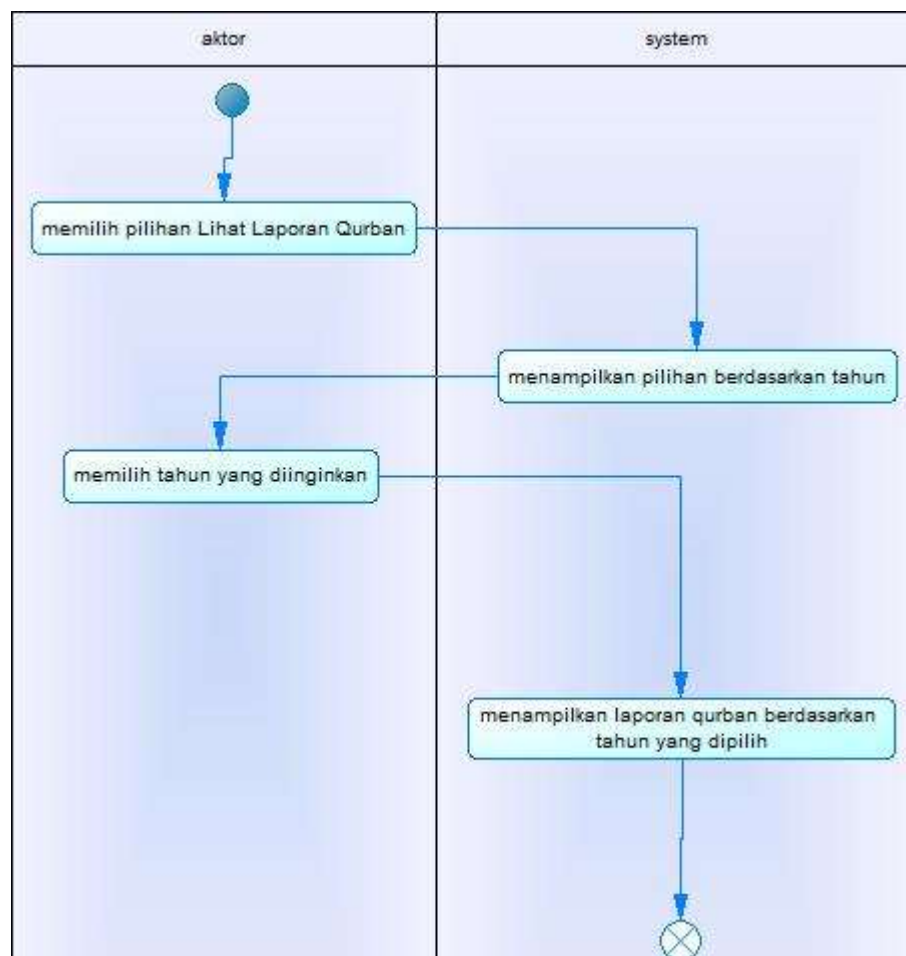 aktor
system
memilih pilihan Lihat Laporan Qurban
menampilkan pilihan berdasarkan tahun
memilih tahun yang diinginkan
menampilkan laporan qurban berdasarkan
tahun yang dipilih